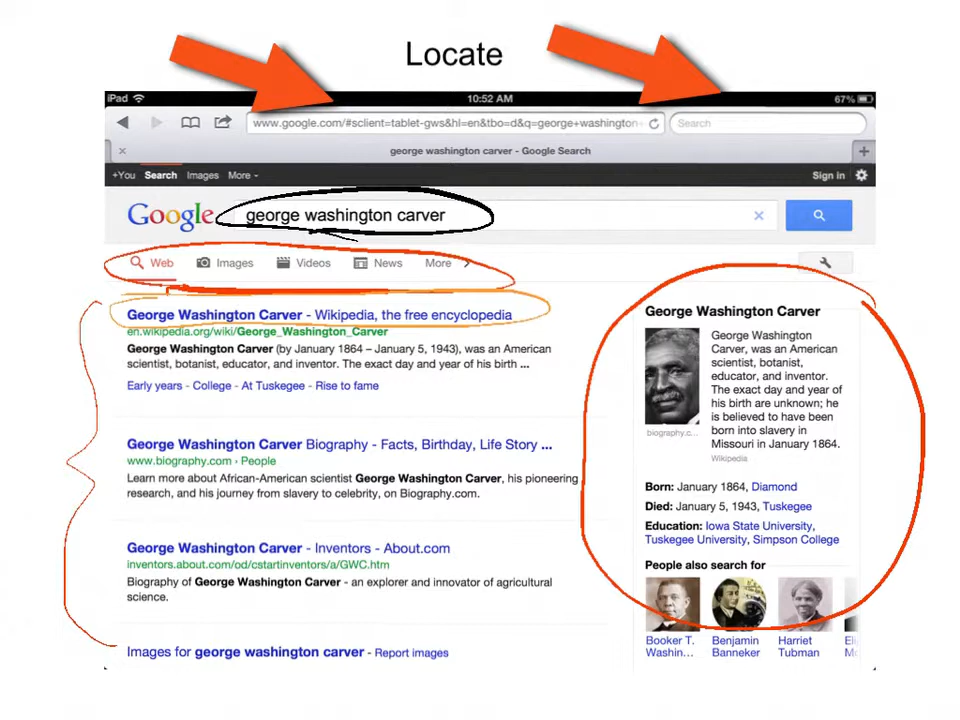 Locate
iPad 10:52 AM 67%
www.google.com/#sclient=tablet-gws&hl=en&tbo=d&q=george+washington+ Search
george washington carver - Google Search
+You Search Images More Sign in
Google george washington carver
Web Images Videos News More
George Washington Carver - Wikipedia, the free encyclopedia
en.wikipedia.org/wiki/George_Washington_Carver
George Washington Carver (by January 1864 – January 5, 1943), was an American
scientist, botanist, educator, and inventor. The exact day and year of his birth ...
Early years - College - At Tuskegee - Rise to fame
George Washington Carver Biography - Facts, Birthday, Life Story ...
www.biography.com › People
Learn more about African-American scientist George Washington Carver, his pioneering
research, and his journey from slavery to celebrity, on Biography.com.
George Washington Carver - Inventors - About.com
inventors.about.com/od/cstartinventors/a/GWC.htm
Biography of George Washington Carver - an explorer and innovator of agricultural
science.
Images for george washington carver - Report images
George Washington Carver
George Washington
Carver, was an American
scientist, botanist,
educator, and inventor.
The exact day and year of
his birth are unknown; he
is believed to have been
born into slavery in
Missouri in January 1864.
Wikipedia
biography.c...
Born: January 1864, Diamond
Died: January 5, 1943, Tuskegee
Education: Iowa State University,
Tuskegee University, Simpson College
People also search for
Booker T.
Washin...
Benjamin
Banneker
Harriet
Tubman